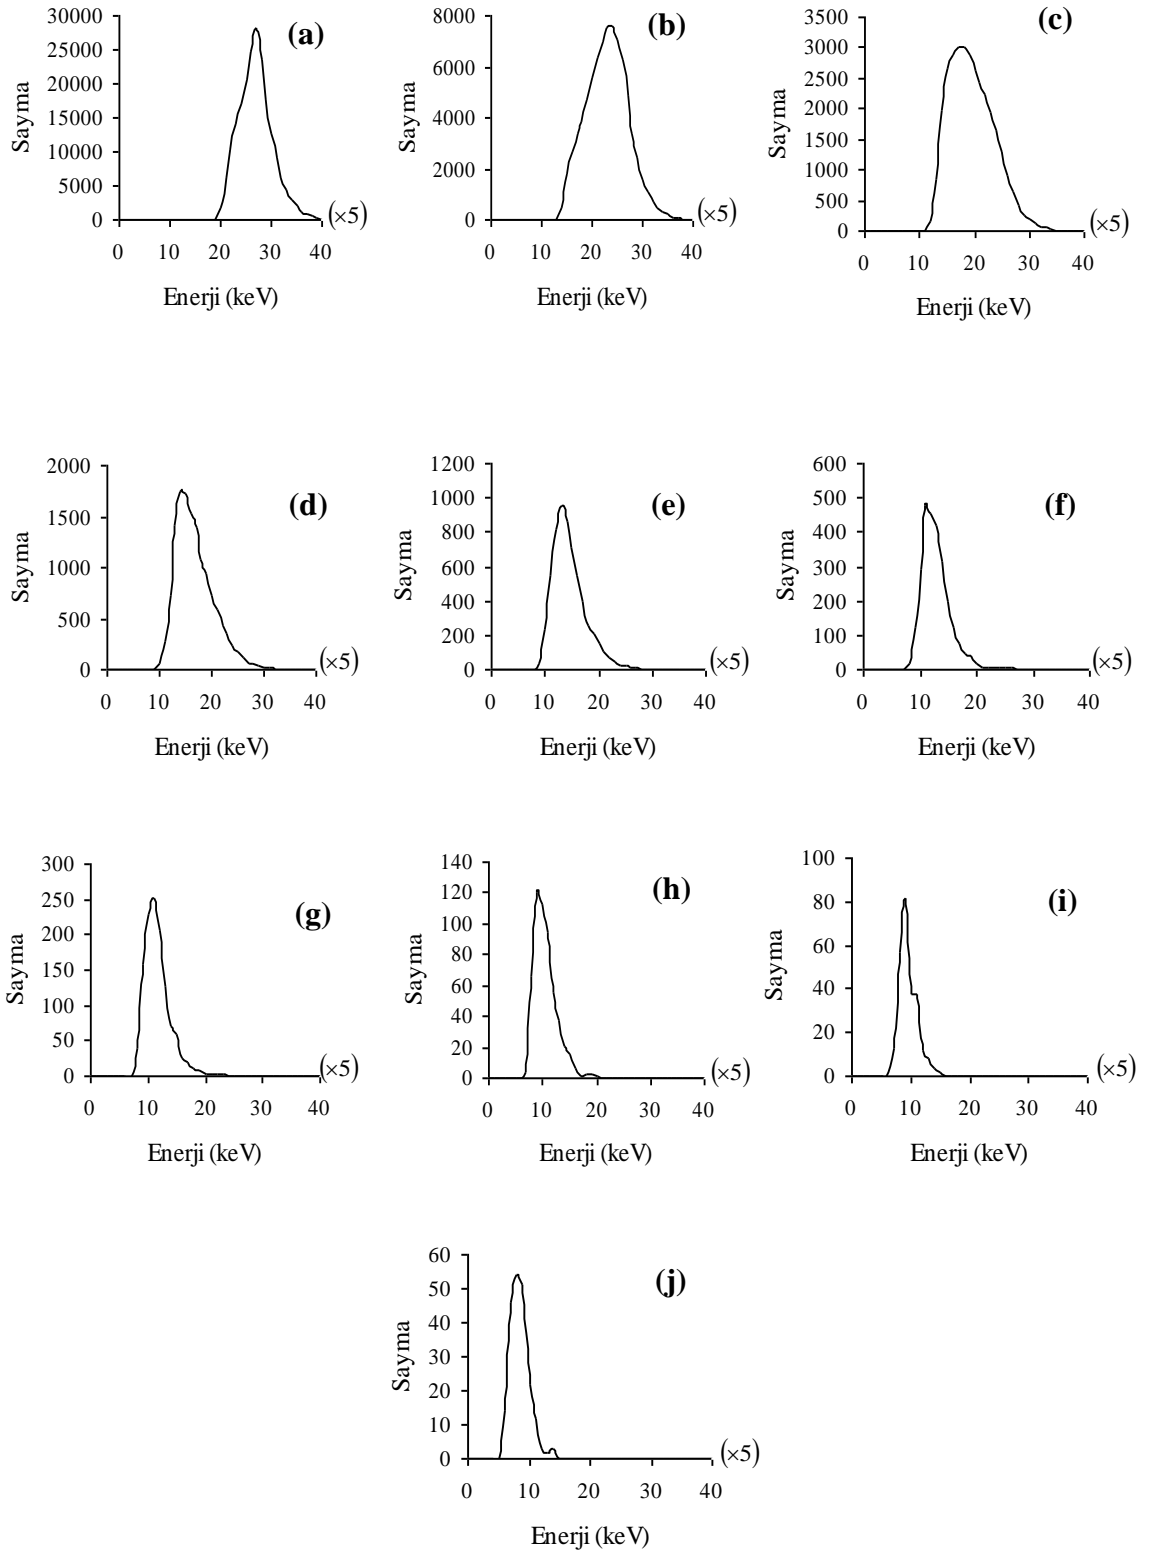 30000
25000
20000
15000
10000
5000
0
Sayma
(a)
(×5)
0 10 20 30 40
Enerji (keV)
8000
6000
4000
2000
0
Sayma
(b)
(×5)
0 10 20 30 40
Enerji (keV)
3500
3000
2500
2000
1500
1000
500
0
Sayma
(c)
(×5)
0 10 20 30 40
Enerji (keV)
2000
1500
1000
500
0
Sayma
(d)
(×5)
0 10 20 30 40
Enerji (keV)
1200
1000
800
600
400
200
0
Sayma
(e)
(×5)
0 10 20 30 40
Enerji (keV)
600
500
400
300
200
100
0
Sayma
(f)
(×5)
0 10 20 30 40
Enerji (keV)
300
250
200
150
100
50
0
Sayma
(g)
(×5)
0 10 20 30 40
Enerji (keV)
140
120
100
80
60
40
20
0
Sayma
(h)
(×5)
0 10 20 30 40
Enerji (keV)
100
80
60
40
20
0
Sayma
(i)
(×5)
0 10 20 30 40
Enerji (keV)
60
50
40
30
20
10
0
Sayma
(j)
(×5)
0 10 20 30 40
Enerji (keV)